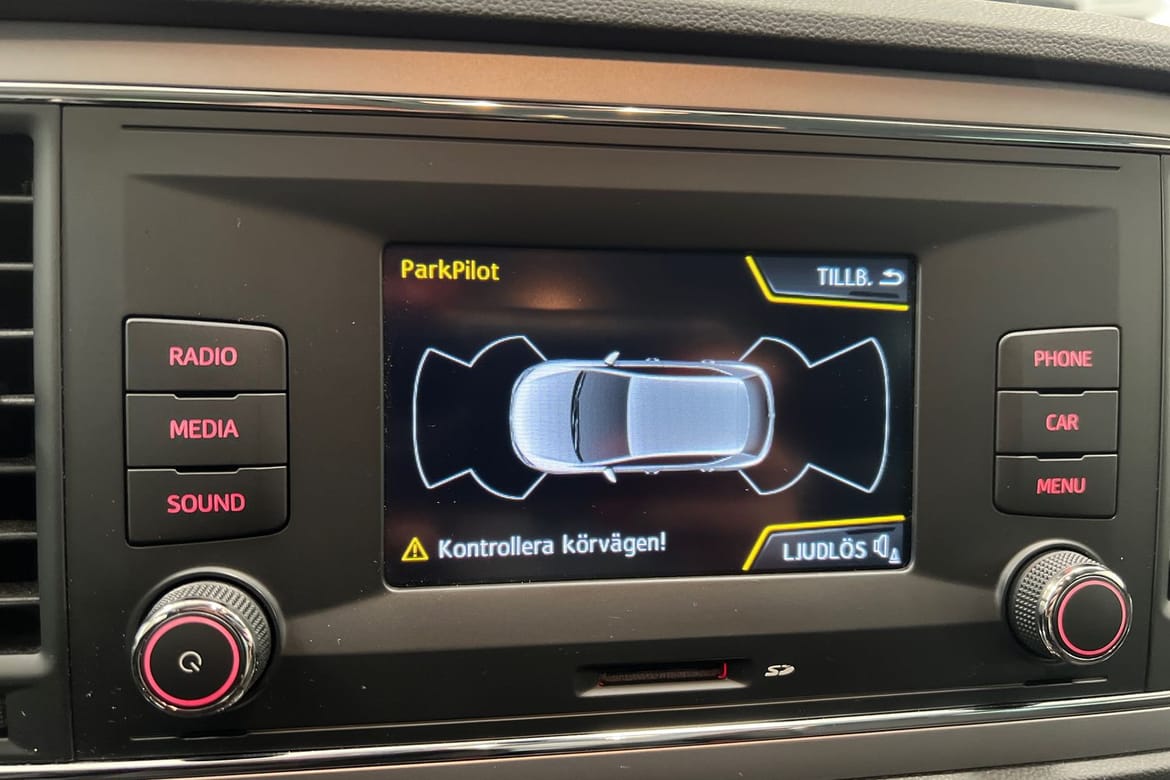 ParkPilot
TILLB.
RADIO
PHONE
MEDIA
CAR
SOUND
MENU
Kontrollera körvägen!
LJUDLÖS
SD